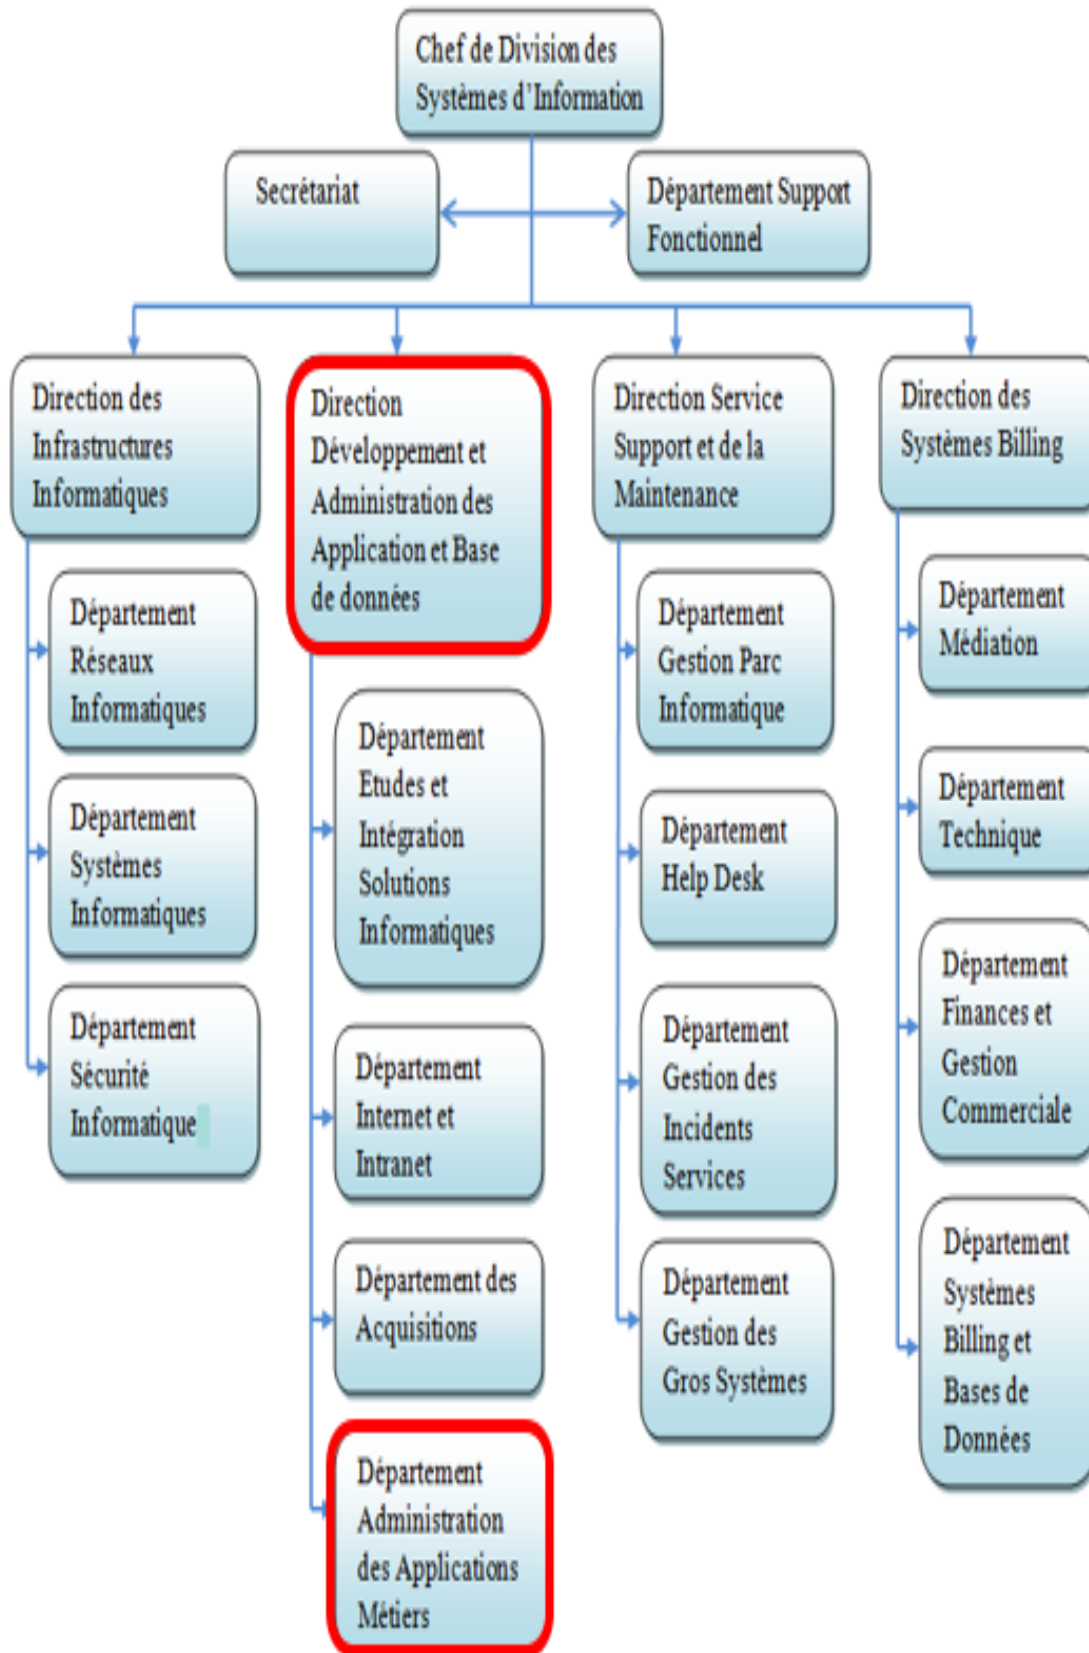 Chef de Division des
Systèmes d'Information
Secrétariat
Département Support
Fonctionnel
Direction des
Infrastructures
Informatiques
Département
Réseaux
Informatiques
Département
Systèmes
Informatiques
Département
Sécurité
Informatique
Direction
Développement et
Administration des
Application et Base
de données
Département
Etudes et
Intégration
Solutions
Informatiques
Département
Internet et
Intranet
Département des
Acquisitions
Département
Administration
des Applications
Métiers
Direction Service
Support et de la
Maintenance
Département
Gestion Parc
Informatique
Département
Help Desk
Département
Gestion des
Incidents
Services
Département
Gestion des
Gros Systèmes
Direction des
Systèmes Billing
Département
Médiation
Département
Technique
Département
Finances et
Gestion
Commerciale
Département
Systèmes
Billing et
Bases de
Données